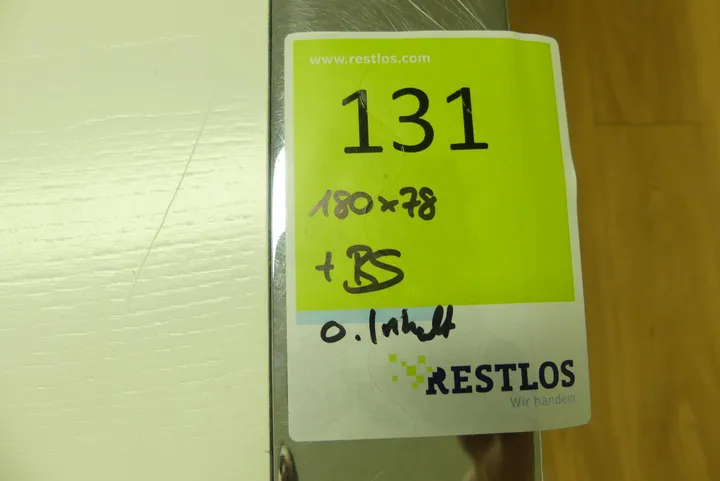 www.restlos.com
131
180x78
+ BS
o. Inhalt
RESTLOS
Wir handeln